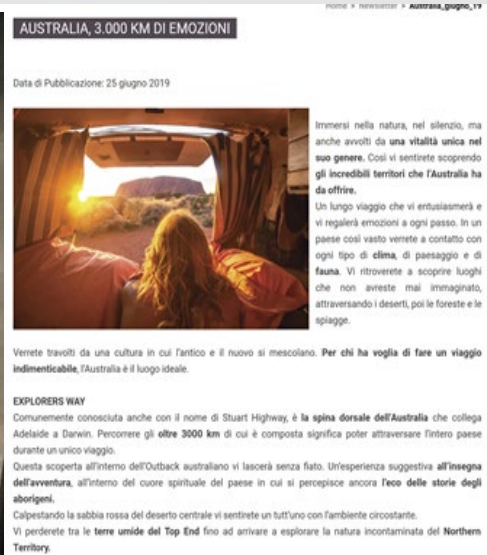 Home > Newsletter > Australia_giugno_19
AUSTRALIA, 3.000 KM DI EMOZIONI
Data di Pubblicazione: 25 giugno 2019
Immersi nella natura, nel silenzio, ma
anche avvolti da una vitalità unica nel
suo genere. Così vi sentirete scoprendo
gli incredibili territori che l'Australia ha
da offrire.
Un lungo viaggio che vi entusiasmerà e
vi regalerà emozioni a ogni passo. In un
paese così vasto verrete a contatto con
ogni tipo di clima, di paesaggio e di
fauna. Vi ritroverete a scoprire luoghi
che non avreste mai immaginato,
attraversando i deserti, poi le foreste e le
spiagge.
Verrete travolti da una cultura in cui l'antico e il nuovo si mescolano. Per chi ha voglia di fare un viaggio
indimenticabile, l'Australia è il luogo ideale.
EXPLORERS WAY
Comunemente conosciuta anche con il nome di Stuart Highway, è la spina dorsale dell'Australia che collega
Adelaide a Darwin. Percorrere gli oltre 3000 km di cui è composta significa poter attraversare l'intero paese
durante un unico viaggio.
Questa scoperta all'interno dell'Outback australiano vi lascerà senza fiato. Un'esperienza suggestiva all'insegna
dell'avventura, all'interno del cuore spirituale del paese in cui si percepisce ancora l'eco delle storie degli
aborigeni.
Calpestando la sabbia rossa del deserto centrale vi sentirete un tutt'uno con l'ambiente circostante.
Vi perderete tra le terre umide del Top End fino ad arrivare a esplorare la natura incontaminata del Northern
Territory.